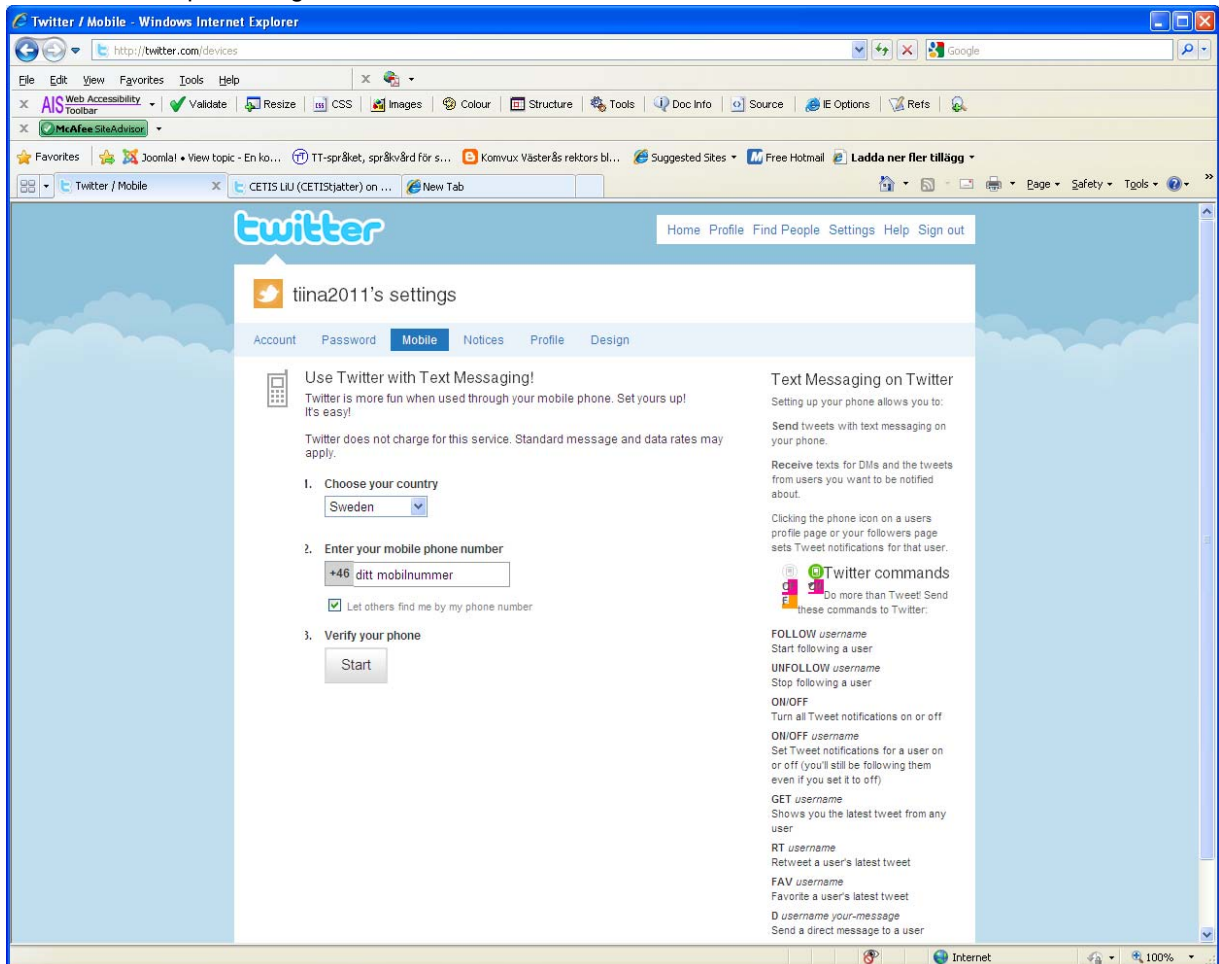 Twitter / Mobile - Windows Internet Explorer
http://twitter.com/devices
Google
File Edit View Favorites Tools Help
x
x AIS Web Accessibility Toolbar Validate Resize CSS Images Colour Structure Tools Doc Info Source IE Options Refs
x McAfee SiteAdvisor
Favorites Joomla! • View topic - En ko... TT-språket, språkvård för s... Komvux Västerås rektors bl... Suggested Sites Free Hotmail Ladda ner fler tillägg
Twitter / Mobile x CETIS LiU (CETIStjatter) on ... New Tab Page Safety Tools »
twitter
Home Profile Find People Settings Help Sign out
tiina2011's settings
Account Password Mobile Notices Profile Design
Use Twitter with Text Messaging!
Twitter is more fun when used through your mobile phone. Set yours up!
It's easy!
Twitter does not charge for this service. Standard message and data rates may
apply.
1. Choose your country
Sweden
2. Enter your mobile phone number
+46 ditt mobilnummer
Let others find me by my phone number
3. Verify your phone
Start
Text Messaging on Twitter
Setting up your phone allows you to:
Send tweets with text messaging on
your phone.
Receive texts for DMs and the tweets
from users you want to be notified
about.
Clicking the phone icon on a users
profile page or your followers page
sets Tweet notifications for that user.
Twitter commands
Do more than Tweet! Send
these commands to Twitter:
FOLLOW username
Start following a user
UNFOLLOW username
Stop following a user
ON/OFF
Turn all Tweet notifications on or off
ON/OFF username
Set Tweet notifications for a user on
or off (you'll still be following them
even if you set it to off)
GET username
Shows you the latest tweet from any
user
RT username
Retweet a user's latest tweet
FAV username
Favorite a user's latest tweet
D username your-message
Send a direct message to a user
Internet 100%